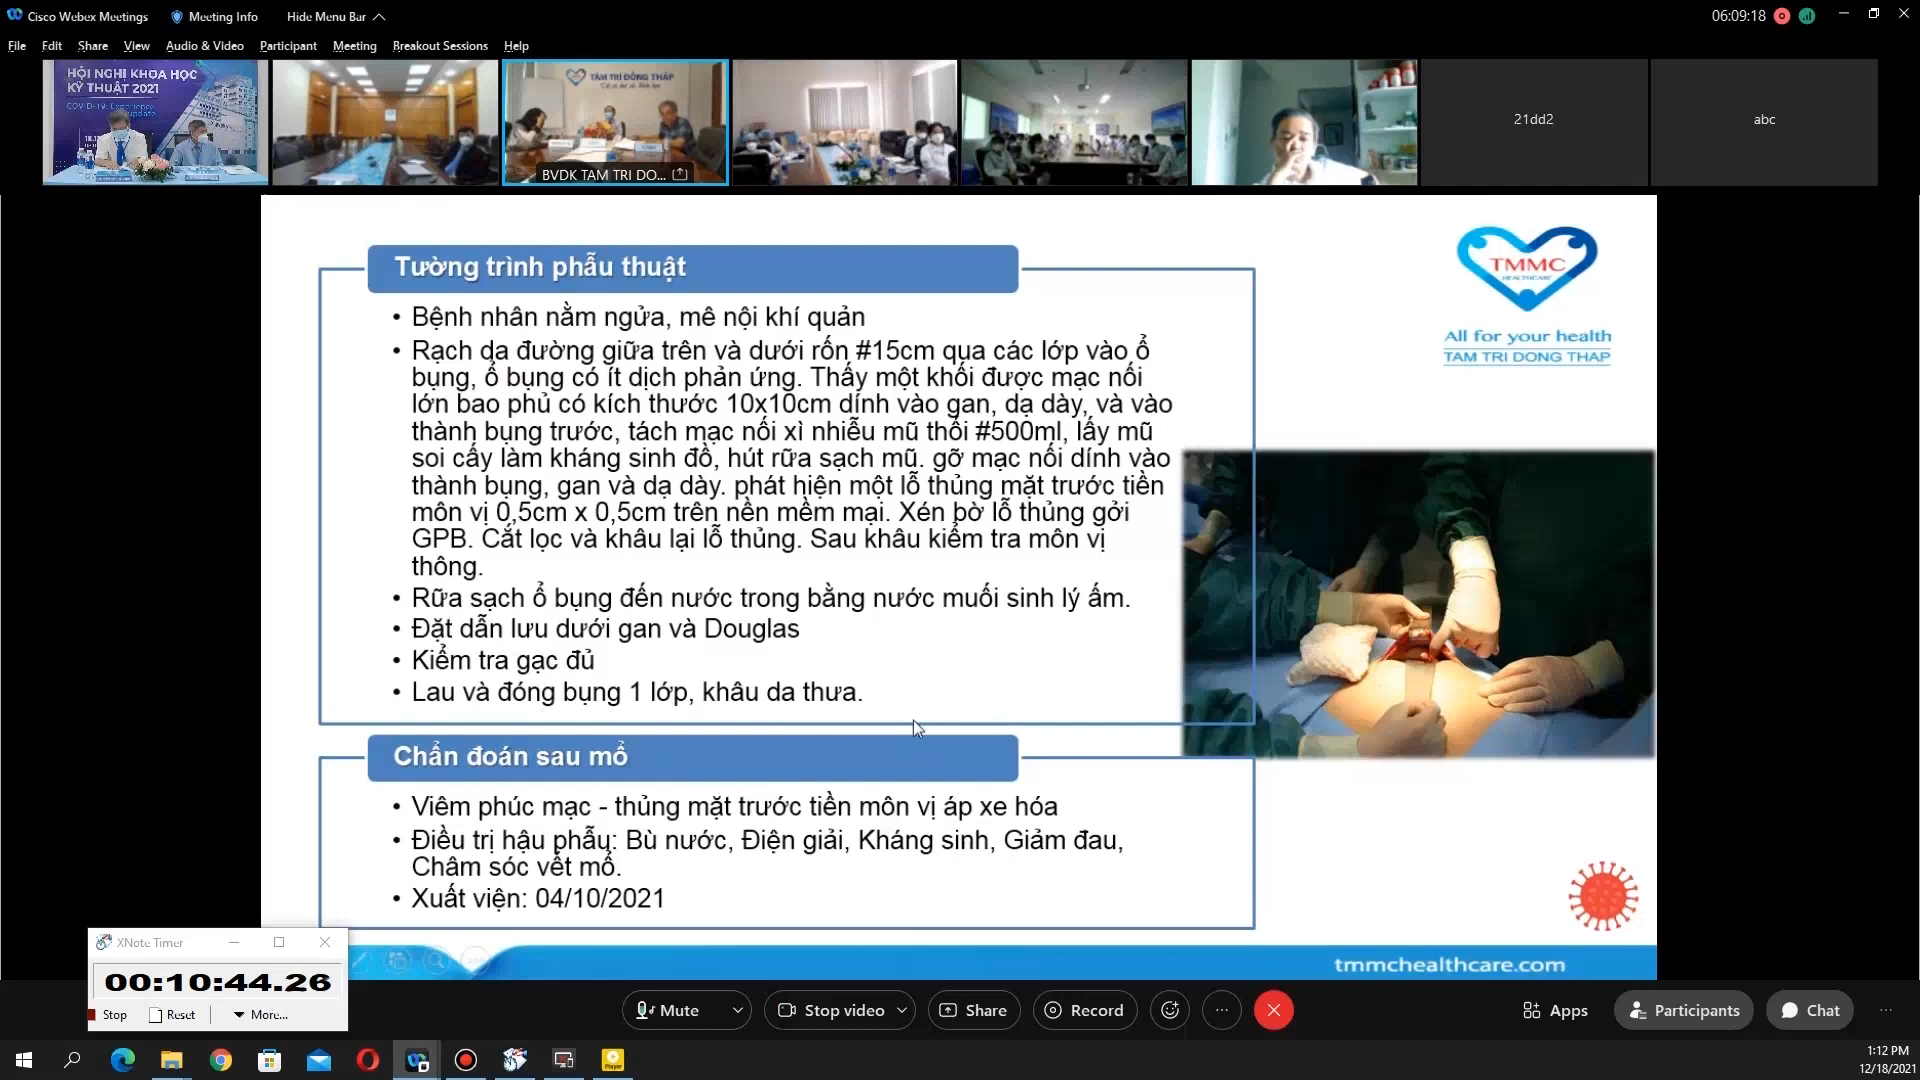 Cisco Webex Meetings
Meeting Info
Hide Menu Bar
06:09:18
File Edit Share View Audio & Video Participant Meeting Breakout Sessions Help
HỘI NGHỊ KHOA HỌC
KỸ THUẬT 2021
COVID-19: Experience
update
TÂM TRÍ ĐỒNG THÁP
BVDK TAM TRI DO...
21dd2
abc
Tường trình phẫu thuật
• Bệnh nhân nằm ngửa, mê nội khí quản
• Rạch da đường giữa trên và dưới rốn #15cm qua các lớp vào ổ
bụng, ổ bụng có ít dịch phản ứng. Thấy một khối được mạc nối
lớn bao phủ có kích thước 10x10cm dính vào gan, dạ dày, và vào
thành bụng trước, tách mạc nối xì nhiễu mũ thối #500ml, lấy mũ
soi cấy làm kháng sinh đồ, hút rữa sạch mũ. gỡ mạc nối dính vào
thành bụng, gan và dạ dày. phát hiện một lỗ thủng mặt trước tiền
môn vị 0,5cm x 0,5cm trên nền mềm mại. Xén bờ lỗ thủng gởi
GPB. Cắt lọc và khâu lại lỗ thủng. Sau khâu kiểm tra môn vị
thông.
• Rữa sạch ổ bụng đến nước trong bằng nước muối sinh lý ấm.
• Đặt dẫn lưu dưới gan và Douglas
• Kiểm tra gạc đủ
• Lau và đóng bụng 1 lớp, khâu da thưa.
TMMC
HEALTHCARE
All for your health
TAM TRI DONG THAP
Chẩn đoán sau mổ
• Viêm phúc mạc - thủng mặt trước tiền môn vị áp xe hóa
• Điều trị hậu phẫu: Bù nước, Điện giải, Kháng sinh, Giảm đau,
Chăm sóc vết mổ.
• Xuất viện: 04/10/2021
tmmchealthcare.com
XNote Timer
00:10:44.26
Stop Reset More...
Mute
Stop video
Share
Record
Apps
Participants
Chat
1:12 PM
12/18/2021